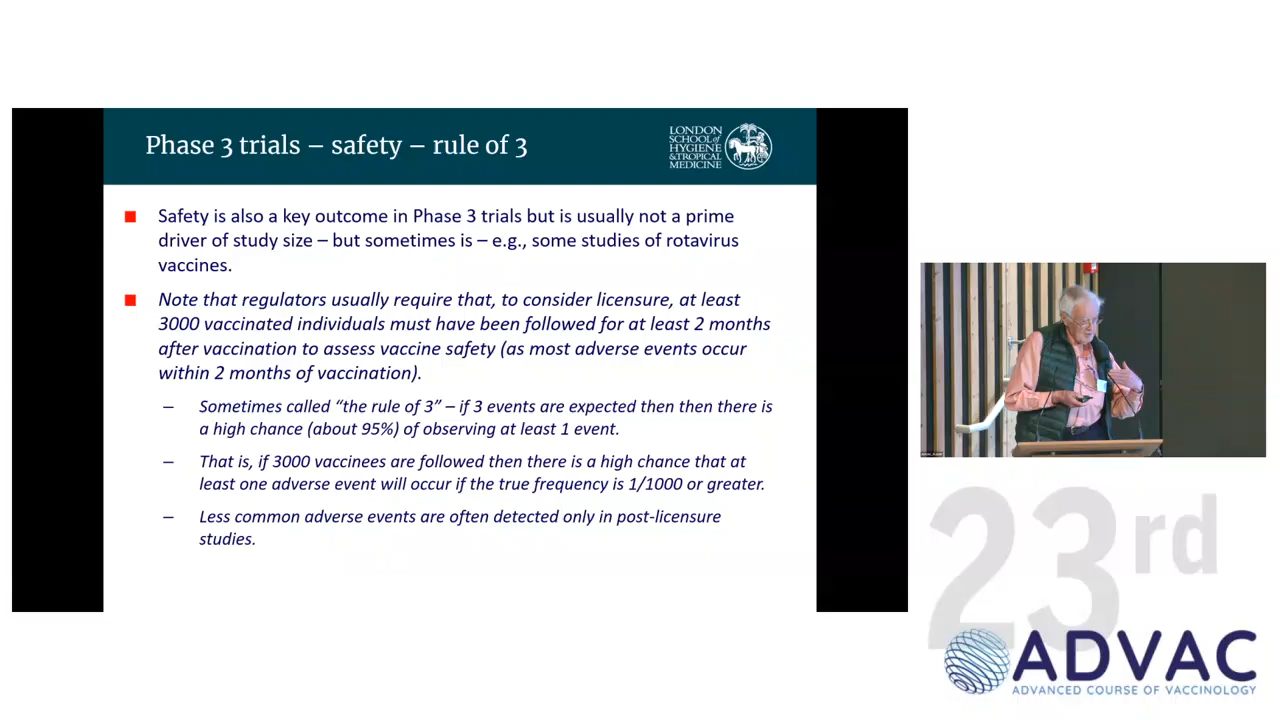 Phase 3 trials – safety – rule of 3
LONDON
SCHOOL of
HYGIENE
& TROPICAL
MEDICINE
Safety is also a key outcome in Phase 3 trials but is usually not a prime
driver of study size – but sometimes is – e.g., some studies of rotavirus
vaccines.
Note that regulators usually require that, to consider licensure, at least
3000 vaccinated individuals must have been followed for at least 2 months
after vaccination to assess vaccine safety (as most adverse events occur
within 2 months of vaccination).
– Sometimes called “the rule of 3” – if 3 events are expected then then there is
a high chance (about 95%) of observing at least 1 event.
– That is, if 3000 vaccinees are followed then there is a high chance that at
least one adverse event will occur if the true frequency is 1/1000 or greater.
– Less common adverse events are often detected only in post-licensure
studies.
23rd
ADVAC
ADVANCED COURSE OF VACCINOLOGY